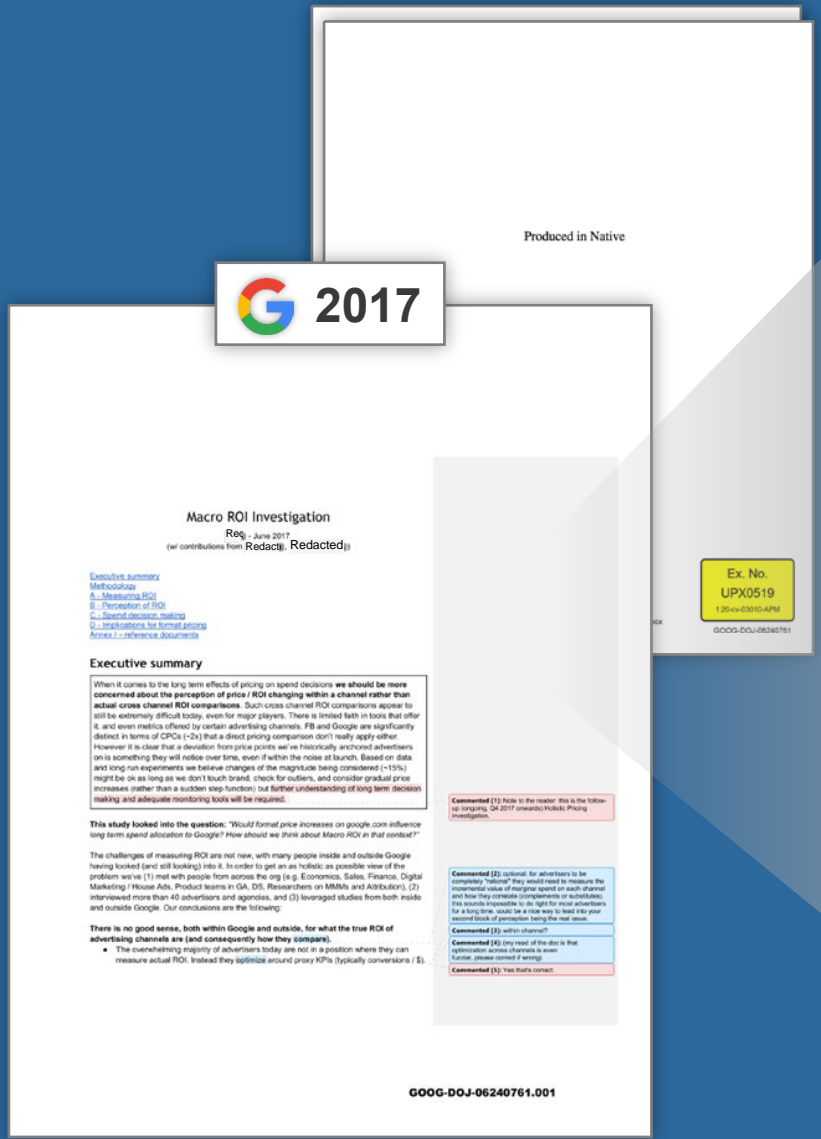 Produced in Native
Ex. No.
UPX0519
1:20-cv-03010-APM
GOOG-DOJ-06240761
2017
Macro ROI Investigation
- June 2017
(w/ contributions from Redacted)
Executive summary
Methodology
A - Measuring ROI
B - Perception of ROI
C - Spend decision making
D - Implications for format pricing
Annex I - reference documents
Executive summary
When it comes to the long term effects of pricing on spend decisions we should be more
concerned about the perception of price / ROI changing within a channel rather than
actual cross channel ROI comparisons. Such cross channel ROI comparisons appear to
still be extremely difficult today, even for major players. There is limited faith in tools that offer
it, and even metrics offered by certain advertising channels. FB and Google are significantly
distinct in terms of CPCs (~2x) that a direct pricing comparison don't really apply either.
However it is clear that a deviation from price points we've historically anchored advertisers
on is something they will notice over time, even if within the noise at launch. Based on data
and long run experiments we believe changes of the magnitude being considered (~15%)
might be ok as long as we don't touch brand, check for outliers, and consider gradual price
increases (rather than a sudden step function) but further understanding of long term decision
making and adequate monitoring tools will be required.
This study looked into the question: "Would format price increases on google.com influence
long term spend allocation to Google? How should we think about Macro ROI in that context?"
The challenges of measuring ROI are not new, with many people inside and outside Google
having looked (and still looking) into it. In order to get an as holistic as possible view of the
problem we've (1) met with people from across the org (e.g. Economics, Sales, Finance, Digital
Marketing / House Ads, Product teams in GA, DS, Researchers on MMMs and Attribution), (2)
interviewed more than 40 advertisers and agencies, and (3) leveraged studies from both inside
and outside Google. Our conclusions are the following:
There is no good sense, both within Google and outside, for what the true ROI of
advertising channels are (and consequently how they compare).
• The overwhelming majority of advertisers today are not in a position where they can
measure actual ROI. Instead they optimize around proxy KPIs (typically conversions / $).
Commented [1]: Note to the reader: this is the follow-
up (ongoing, Q4 2017 onwards) Holistic Pricing
investigation.
Commented [2]: optional: for advertisers to be
completely "rational" they would need to measure the
incremental value of marginal spend on each channel
and how they correlate (complements or substitutes).
this sounds impossible to do right for most advertisers
for a long time. could be a nice way to lead into your
second block of perception being the real issue.
Commented [3]: within channel?
Commented [4]: (my read of the doc is that
optimization across channels is even
fuzzier, please correct if wrong)
Commented [5]: Yes that's correct.
GOOG-DOJ-06240761.001